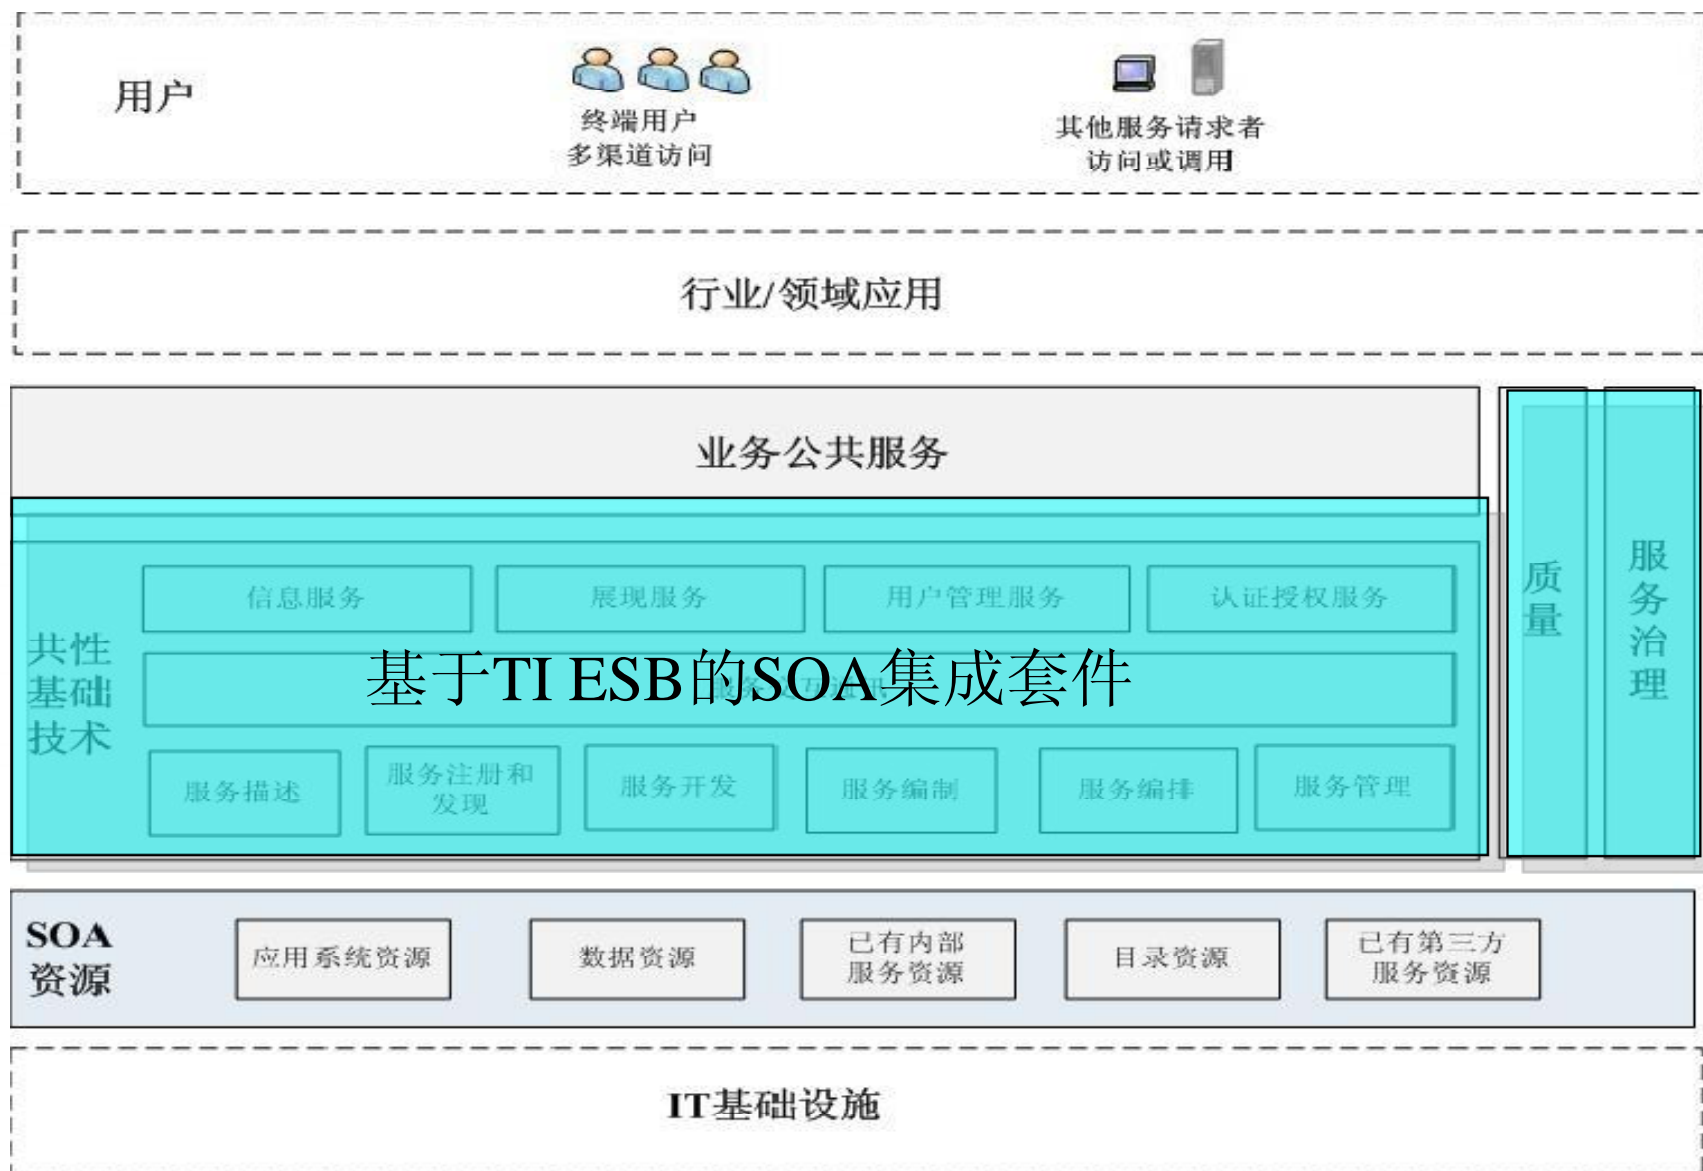 用户
终端用户
多渠道访问
其他服务请求者
访问或调用
行业/领域应用
业务公共服务
共性
基础
技术
信息服务
展现服务
用户管理服务
认证授权服务
基于TI ESB的SOA集成套件
服务描述
服务注册和
发现
服务开发
服务编制
服务编排
服务管理
质
量
服
务
治
理
SOA
资源
应用系统资源
数据资源
已有内部
服务资源
目录资源
已有第三方
服务资源
IT基础设施